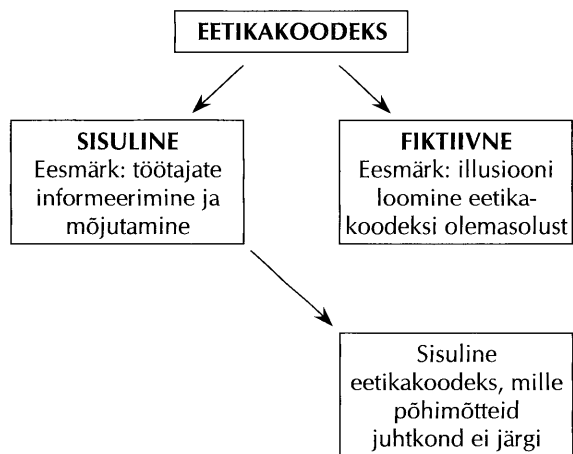 EETIKAKOODEKS
SISULINE
Eesmärk: töötajate
informeerimine ja
mõjutamine
FIKTIIVNE
Eesmärk: illusiooni
loomine eetika-
koodeksi olemasolust
Sisuline
eetikakoodeks, mille
põhimõtteid
juhtkond ei järgi